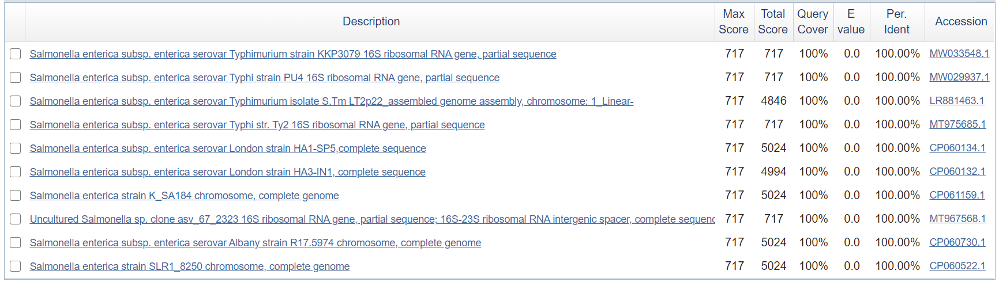 Description Max Score Total Score Query Cover E value Per. Ident Accession
Salmonella enterica subsp. enterica serovar Typhimurium strain KKP3079 16S ribosomal RNA gene, partial sequence 717 717 100% 0.0 100.00% MW033548.1
Salmonella enterica subsp. enterica serovar Typhi strain PU4 16S ribosomal RNA gene, partial sequence 717 717 100% 0.0 100.00% MW029937.1
Salmonella enterica subsp. enterica serovar Typhimurium isolate S.Tm LT2p22_assembled genome assembly, chromosome: 1_Linear- 717 4846 100% 0.0 100.00% LR881463.1
Salmonella enterica subsp. enterica serovar Typhi str. Ty2 16S ribosomal RNA gene, partial sequence 717 717 100% 0.0 100.00% MT975685.1
Salmonella enterica subsp. enterica serovar London strain HA1-SP5,complete sequence 717 5024 100% 0.0 100.00% CP060134.1
Salmonella enterica subsp. enterica serovar London strain HA3-IN1, complete sequence 717 4994 100% 0.0 100.00% CP060132.1
Salmonella enterica strain K_SA184 chromosome, complete genome 717 5024 100% 0.0 100.00% CP061159.1
Uncultured Salmonella sp. clone asv_67_2323 16S ribosomal RNA gene, partial sequence; 16S-23S ribosomal RNA intergenic spacer, complete sequenc 717 717 100% 0.0 100.00% MT967568.1
Salmonella enterica subsp. enterica serovar Albany strain R17.5974 chromosome, complete genome 717 5024 100% 0.0 100.00% CP060730.1
Salmonella enterica strain SLR1_8250 chromosome, complete genome 717 5024 100% 0.0 100.00% CP060522.1